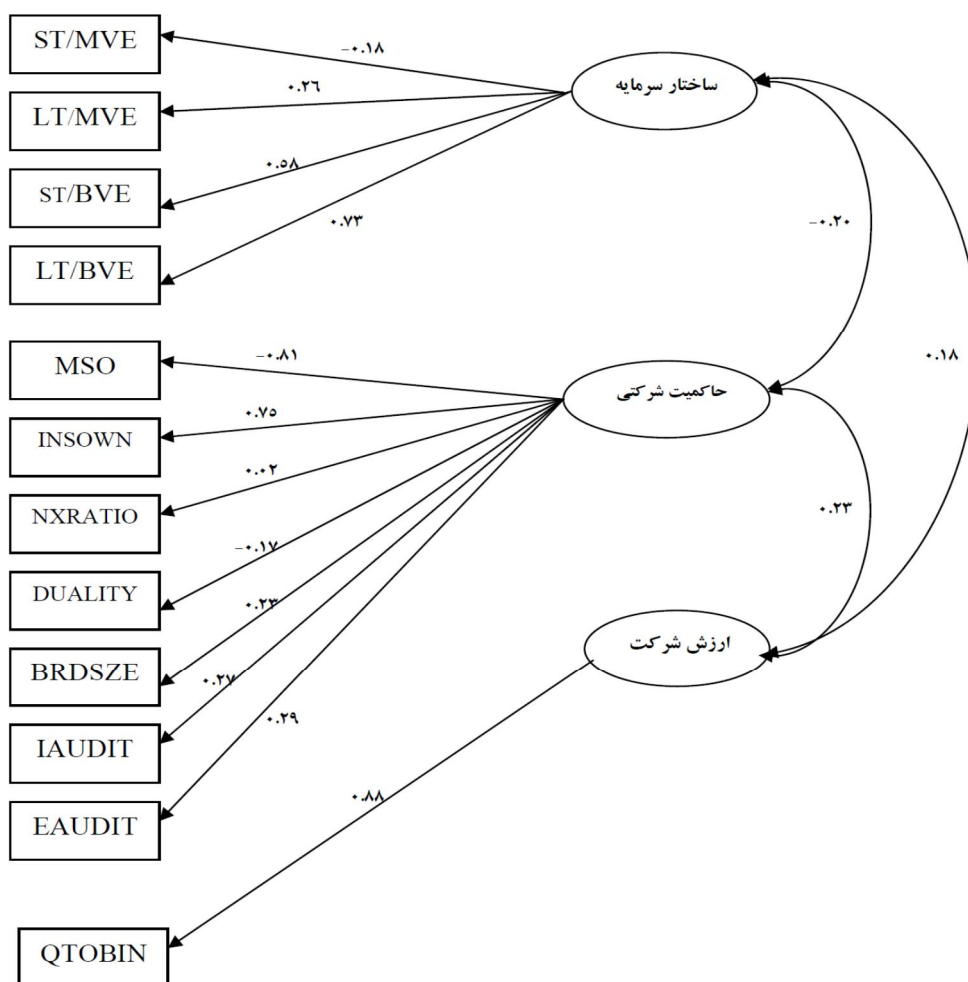 ST/MVE
LT/MVE
ST/BVE
LT/BVE
MSO
INSOWN
NXRATIO
DUALITY
BRDSZE
IAUDIT
EAUDIT
QTOBIN
−۰.۱۸
۰.۲٦
۰.۵۸
۰.۷۳
−۰.۸۱
۰.۷۵
۰.۰۲
−۰.۱۷
۰.۲۳
۰.۲۷
۰.۲۹
۰.۸۸
ساختار سرمایه
حاکمیت شرکتی
ارزش شرکت
−۰.۲۰
۰.۲۳
۰.۱۸